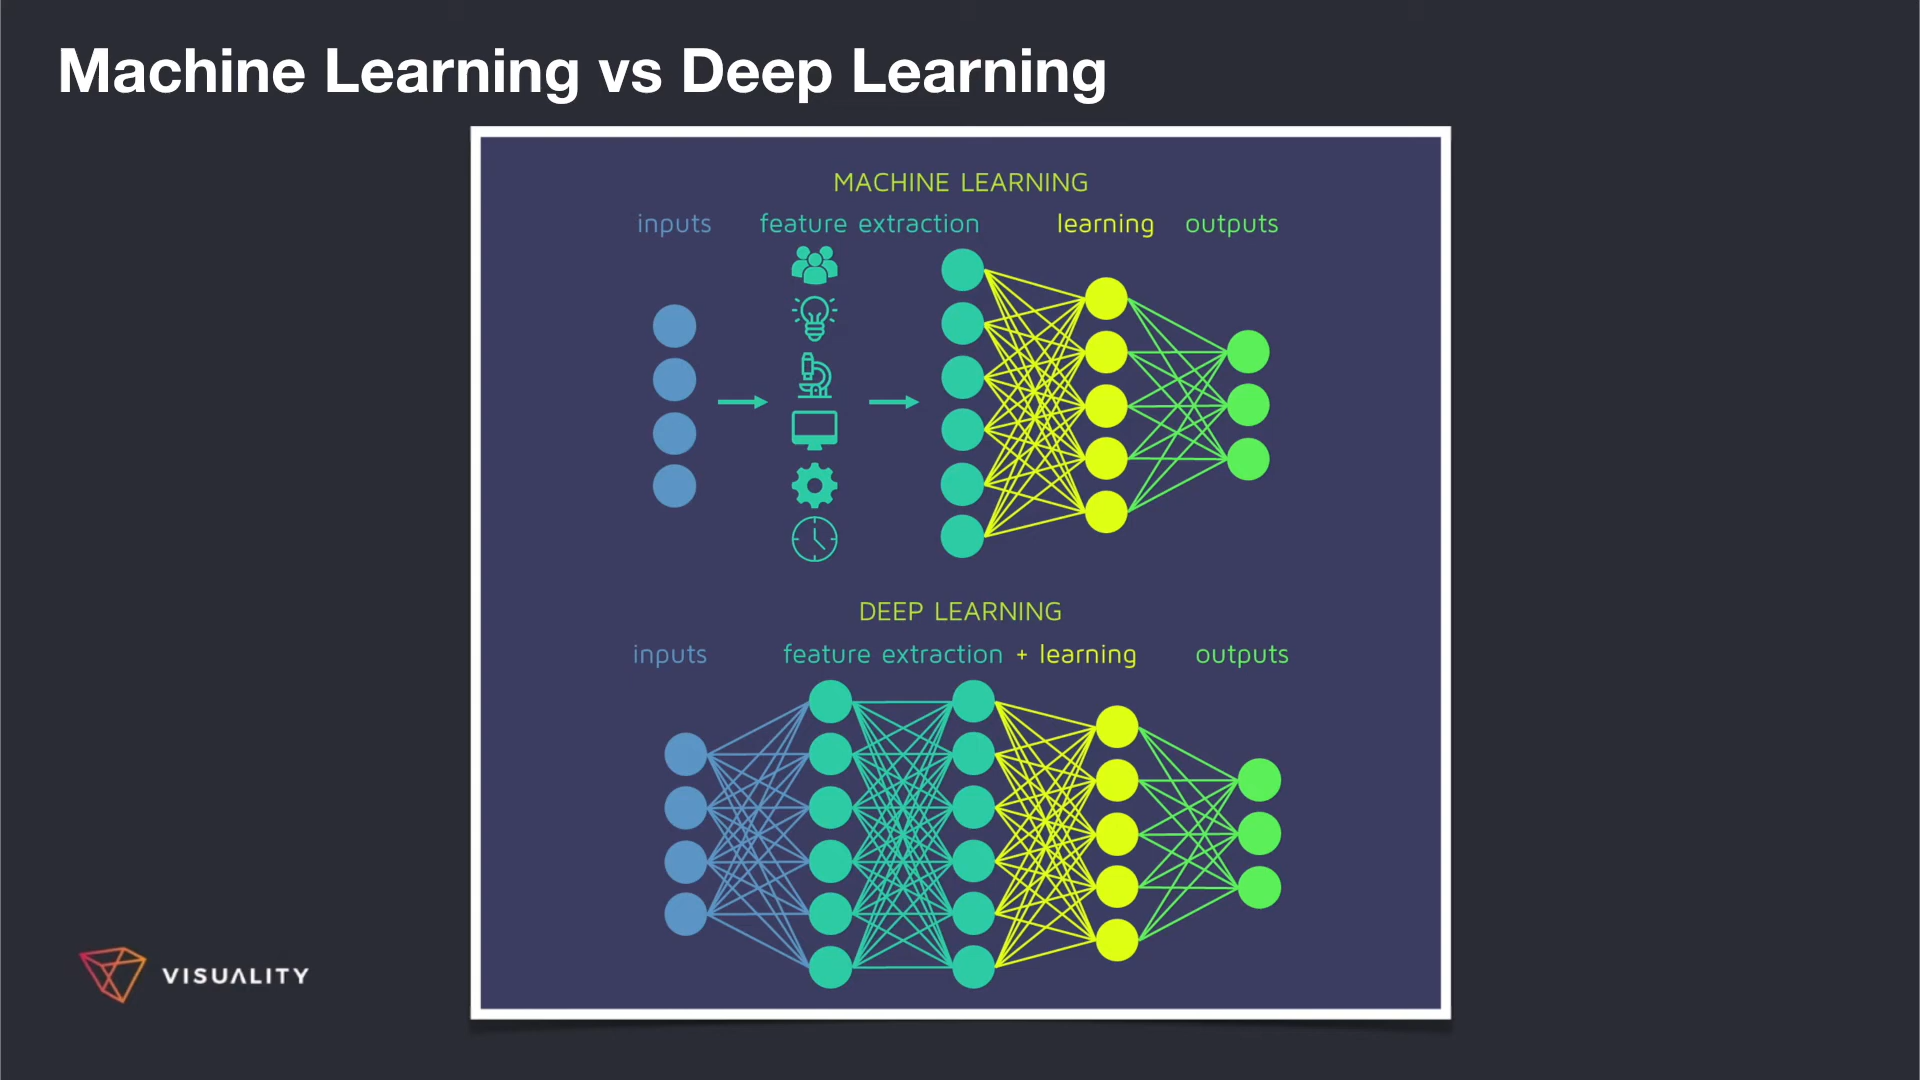 Machine Learning vs Deep Learning
MACHINE LEARNING
inputs feature extraction learning outputs
DEEP LEARNING
inputs feature extraction + learning outputs
VISUALITY